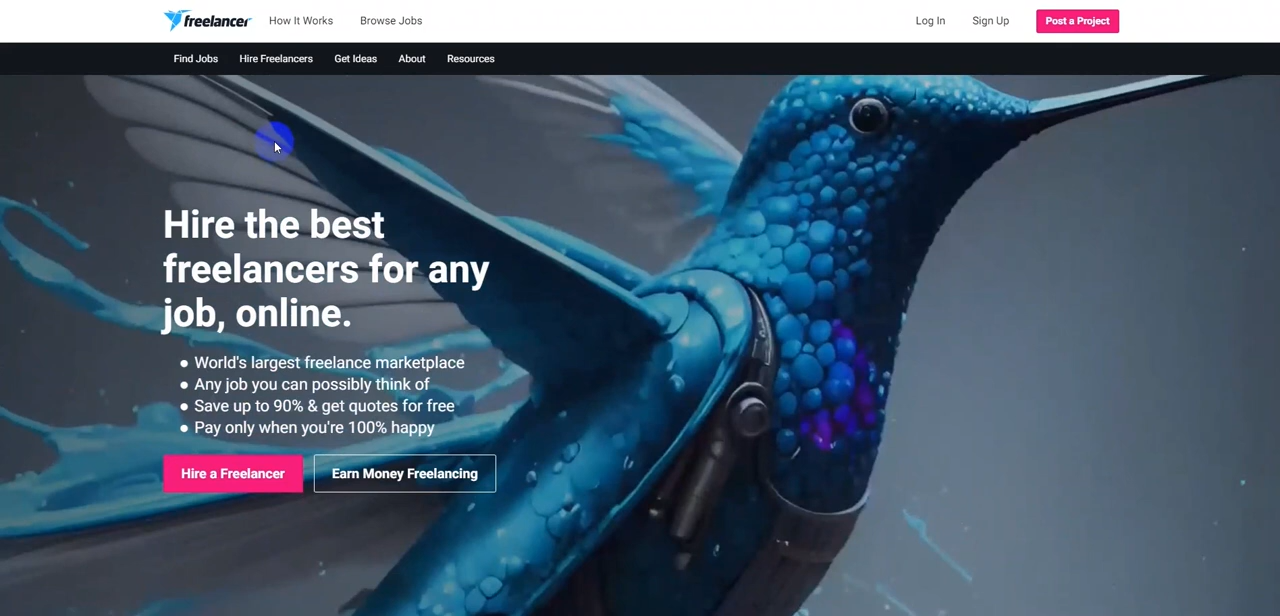 freelancer How It Works Browse Jobs Log In Sign Up Post a Project
Find Jobs Hire Freelancers Get Ideas About Resources
Hire the best
freelancers for any
job, online.
● World's largest freelance marketplace
● Any job you can possibly think of
● Save up to 90% & get quotes for free
● Pay only when you're 100% happy
Hire a Freelancer Earn Money Freelancing